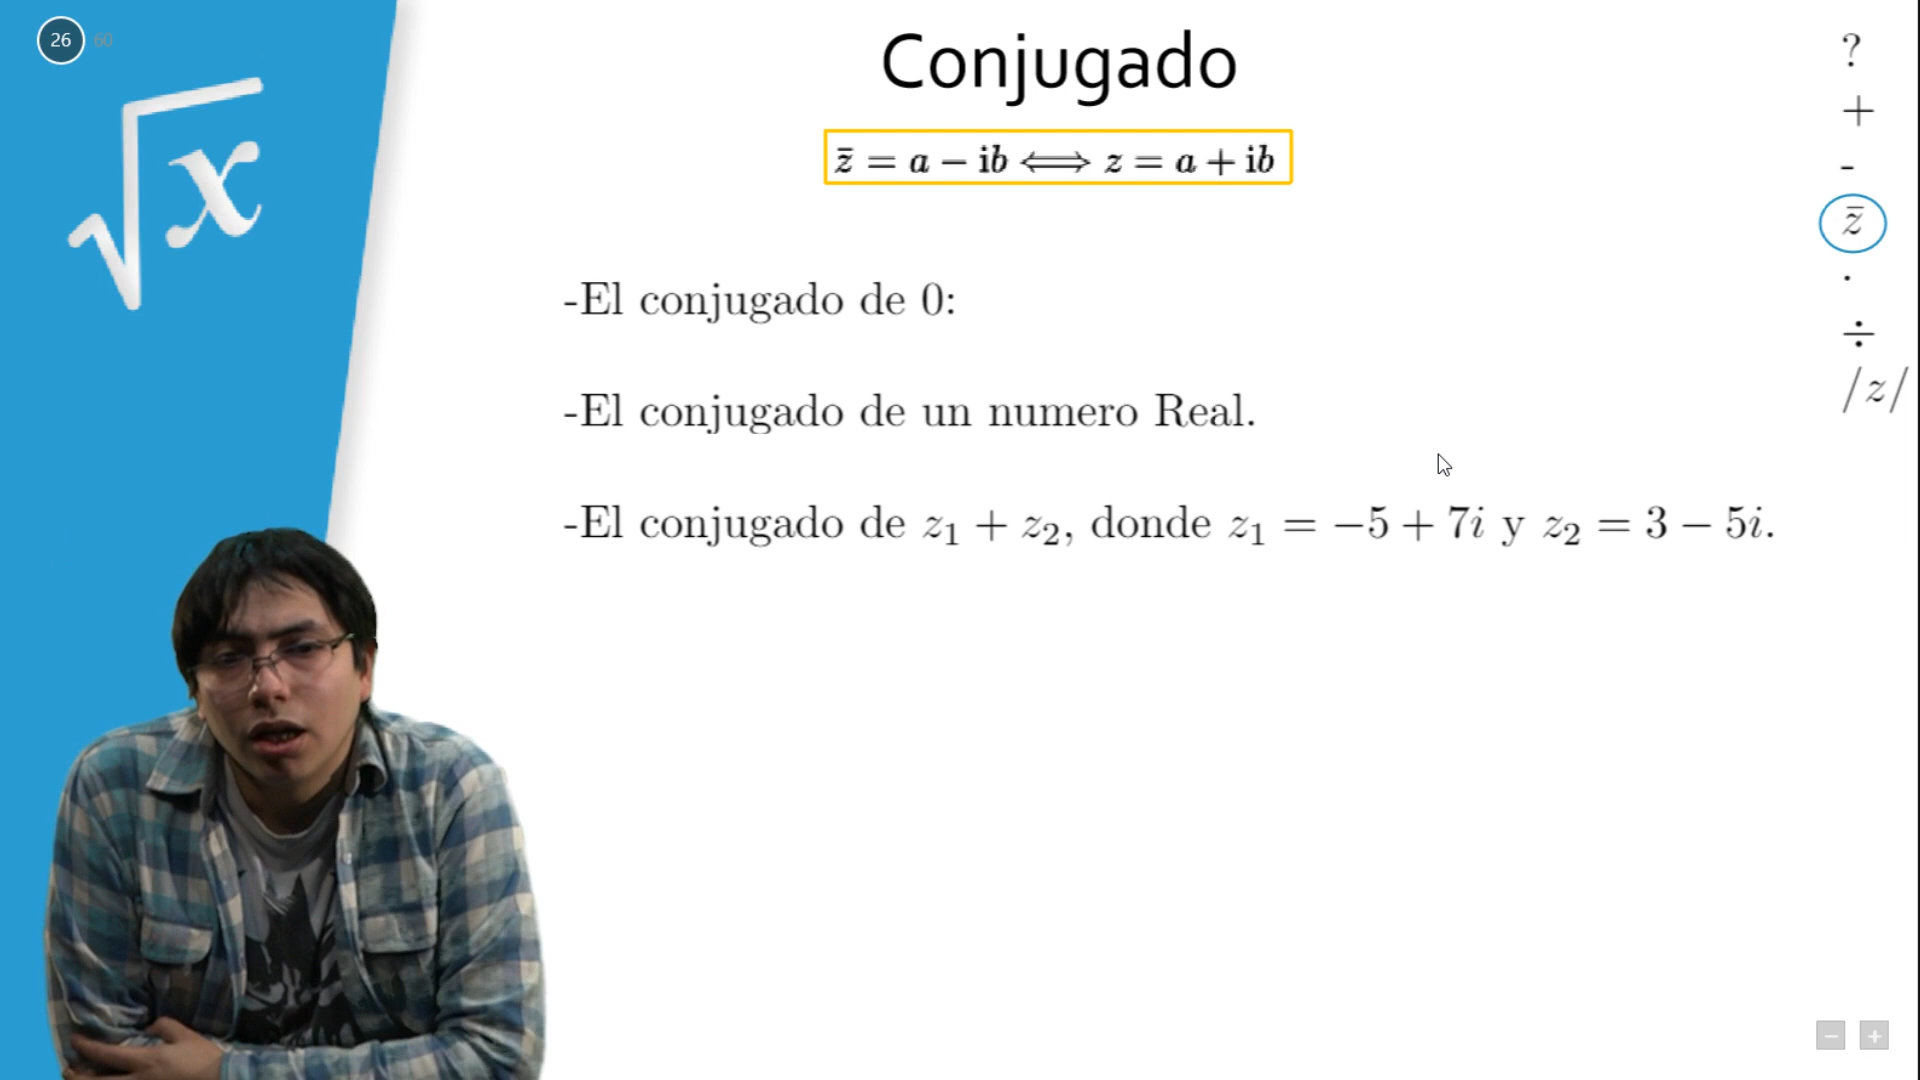 26 60
√x
Conjugado
z̄ = a − ib ⟺ z = a + ib
-El conjugado de 0:
-El conjugado de un numero Real.
-El conjugado de z₁ + z₂, donde z₁ = −5 + 7i y z₂ = 3 − 5i.
?
+
-
z̄
·
÷
/z/
− +